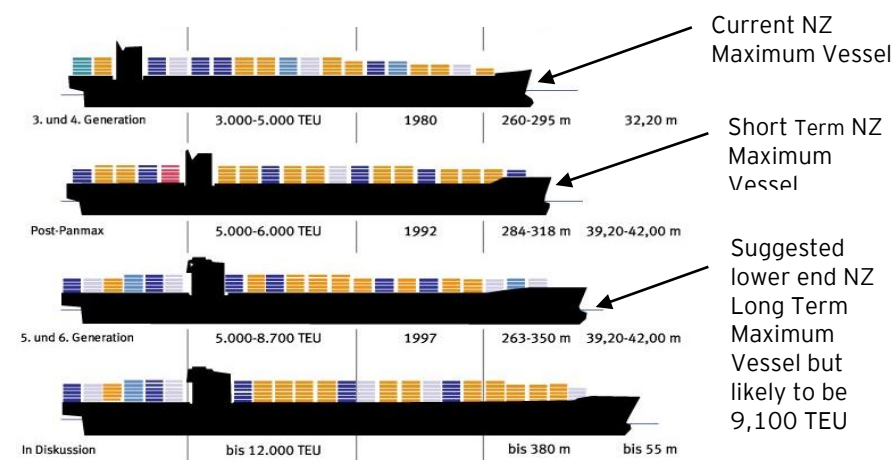 Current NZ
Maximum Vessel
3. und 4. Generation 3.000-5.000 TEU 1980 260-295 m 32,20 m
Short Term NZ
Maximum
Vessel
Post-Panmax 5.000-6.000 TEU 1992 284-318 m 39,20-42,00 m
Suggested
lower end NZ
Long Term
Maximum
Vessel but
likely to be
9,100 TEU
5. und 6. Generation 5.000-8.700 TEU 1997 263-350 m 39,20-42,00 m
In Diskussion bis 12.000 TEU bis 380 m bis 55 m